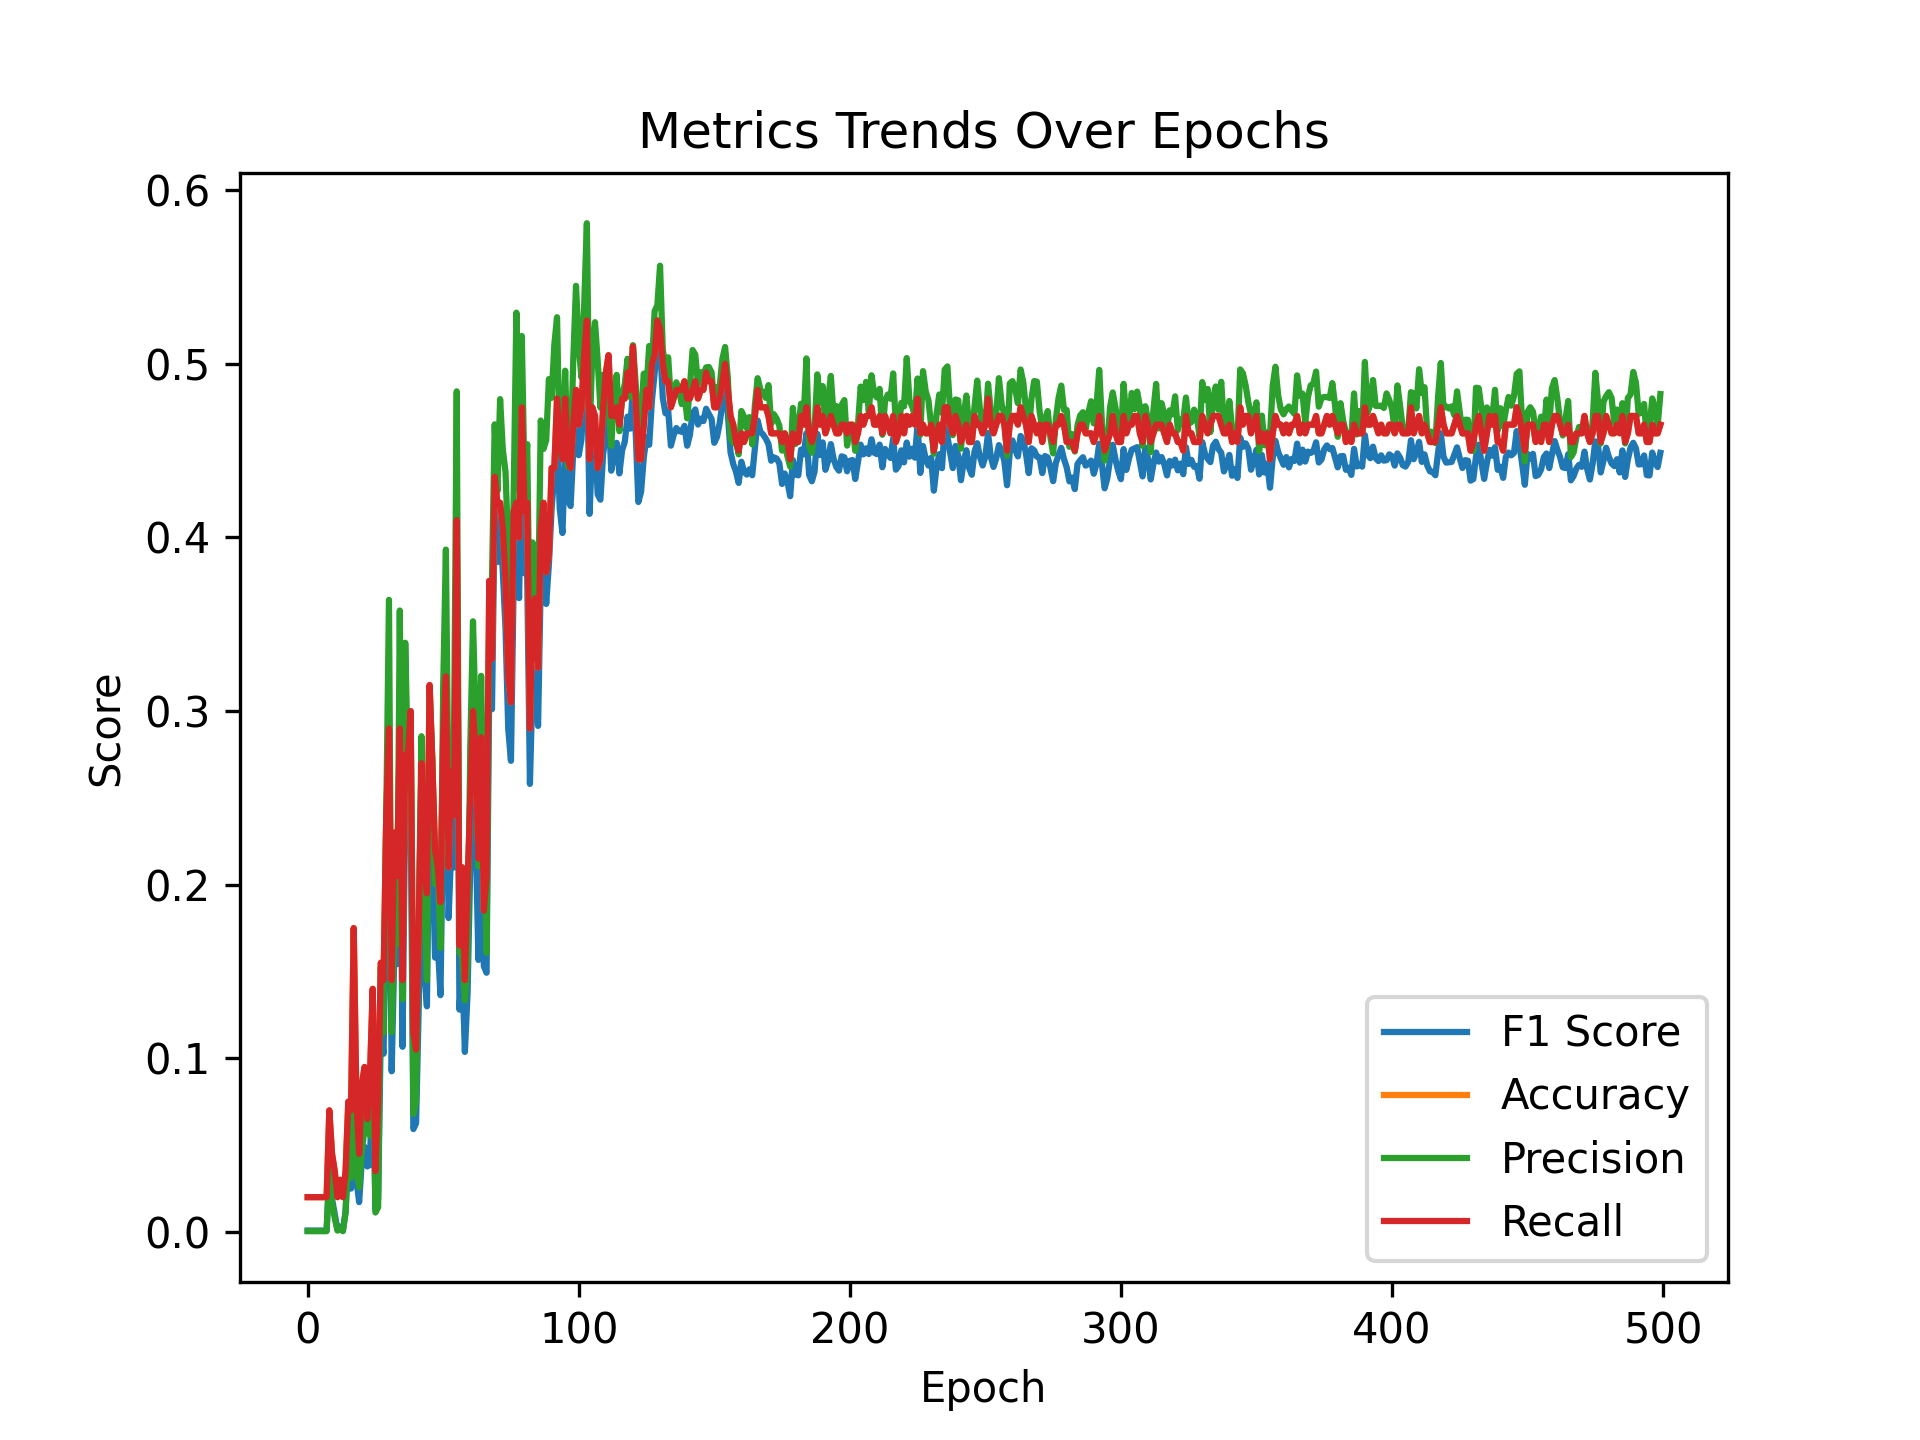 Metrics Trends Over Epochs
0.6
0.5
0.4
0.3
0.2
0.1
0.0
Score
0 100 200 300 400 500
Epoch
F1 Score
Accuracy
Precision
Recall